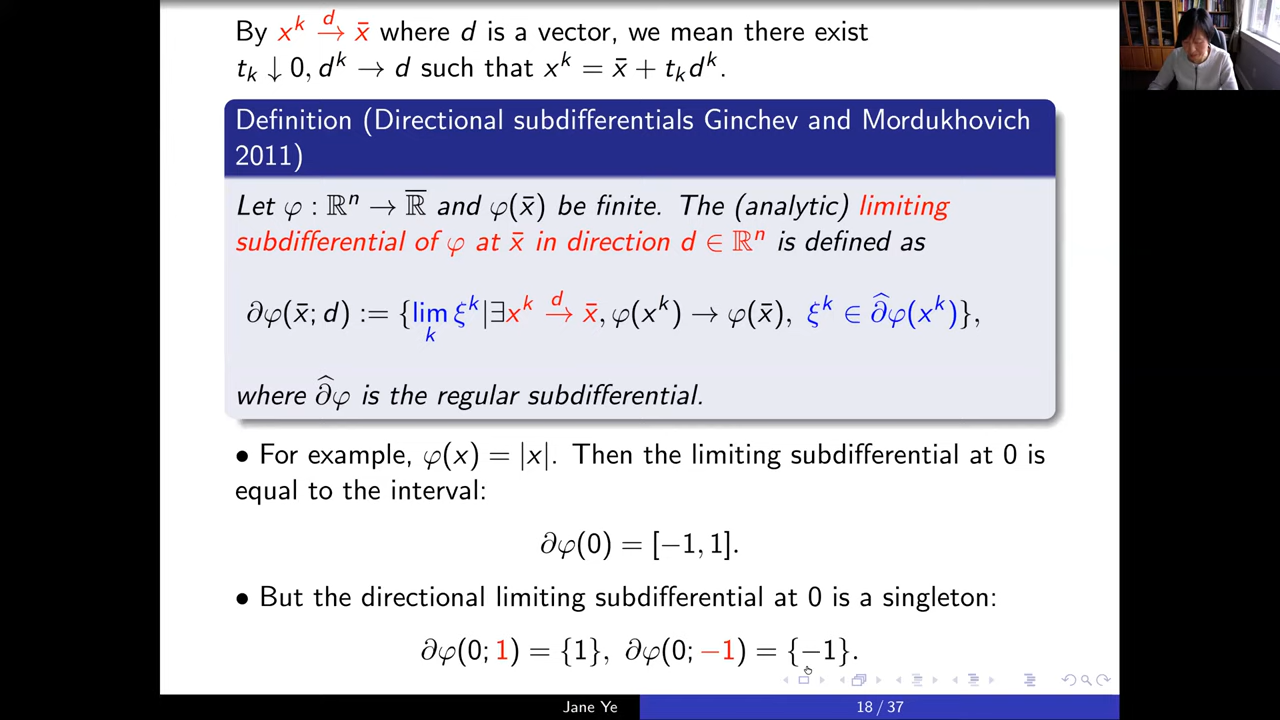 By x^k →^d x̄ where d is a vector, we mean there exist
t_k ↓ 0, d^k → d such that x^k = x̄ + t_k d^k.
Definition (Directional subdifferentials Ginchev and Mordukhovich
2011)
Let φ : ℝⁿ → ℝ̅ and φ(x̄) be finite. The (analytic) limiting
subdifferential of φ at x̄ in direction d ∈ ℝⁿ is defined as
∂φ(x̄; d) := {lim_k ξ^k | ∃x^k →^d x̄, φ(x^k) → φ(x̄), ξ^k ∈ ∂̂φ(x^k)},
where ∂̂φ is the regular subdifferential.
• For example, φ(x) = |x|. Then the limiting subdifferential at 0 is
equal to the interval:
∂φ(0) = [−1, 1].
• But the directional limiting subdifferential at 0 is a singleton:
∂φ(0; 1) = {1}, ∂φ(0; −1) = {−1}.
Jane Ye
18 / 37